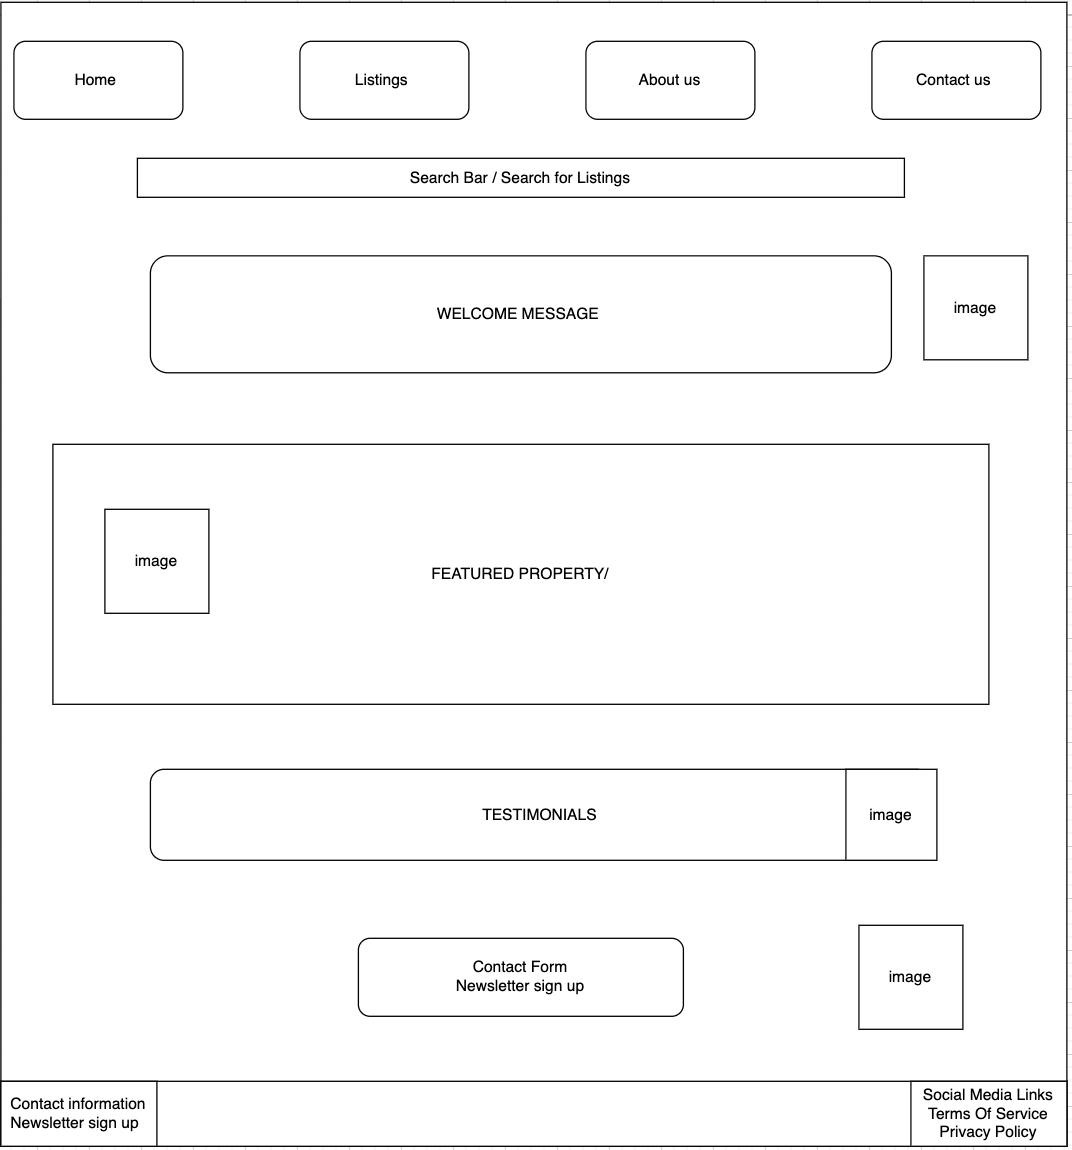 Home
Listings
About us
Contact us
Search Bar / Search for Listings
WELCOME MESSAGE
image
image
FEATURED PROPERTY/
TESTIMONIALS
image
Contact Form
Newsletter sign up
image
Contact information
Newsletter sign up
Social Media Links
Terms Of Service
Privacy Policy